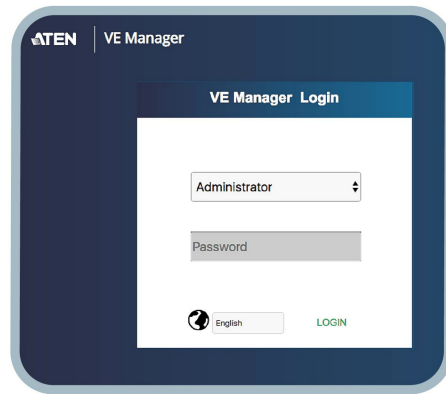 ATEN VE Manager
VE Manager Login
Administrator
Password
English LOGIN